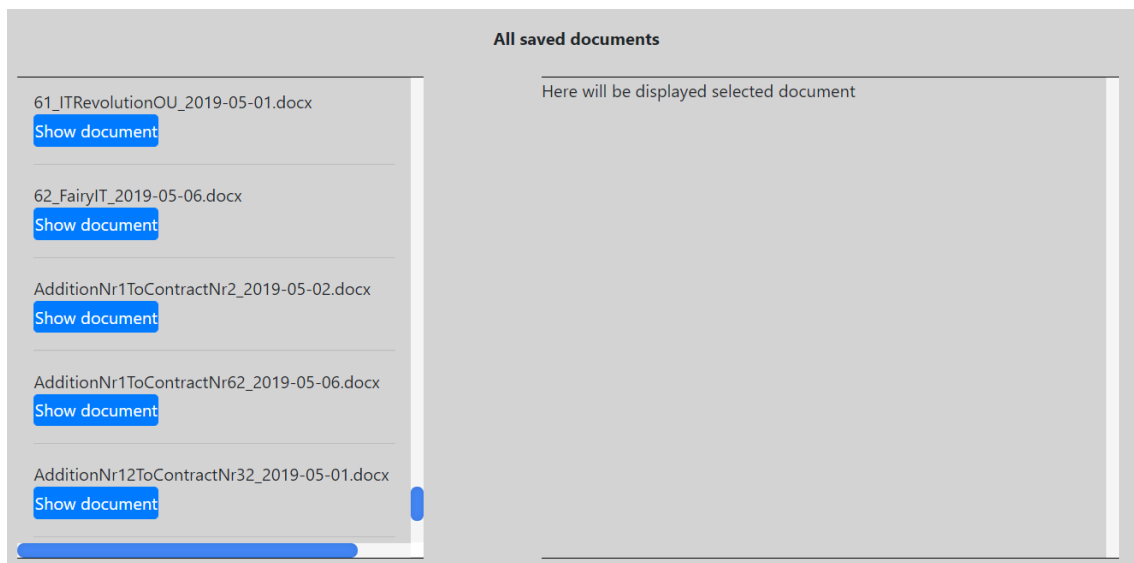 All saved documents
61_ITRevolutionOU_2019-05-01.docx
Show document
62_FairyIT_2019-05-06.docx
Show document
AdditionNr1ToContractNr2_2019-05-02.docx
Show document
AdditionNr1ToContractNr62_2019-05-06.docx
Show document
AdditionNr12ToContractNr32_2019-05-01.docx
Show document
Here will be displayed selected document